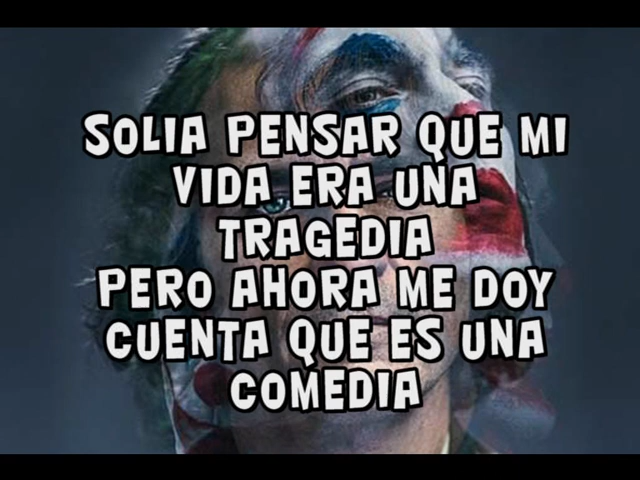 SOLIA PENSAR QUE MI
VIDA ERA UNA
TRAGEDIA
PERO AHORA ME DOY
CUENTA QUE ES UNA
COMEDIA